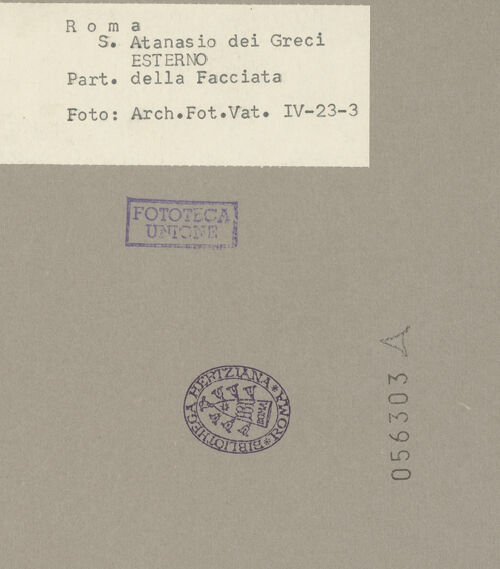 R o m a
S. Atanasio dei Greci
ESTERNO
Part. della Facciata
Foto: Arch.Fot.Vat. IV-23-3
FOTOTECA
UNIONE
BIBLIOTHECA HERTZIANA * ROMA *
ROMA
056303 A